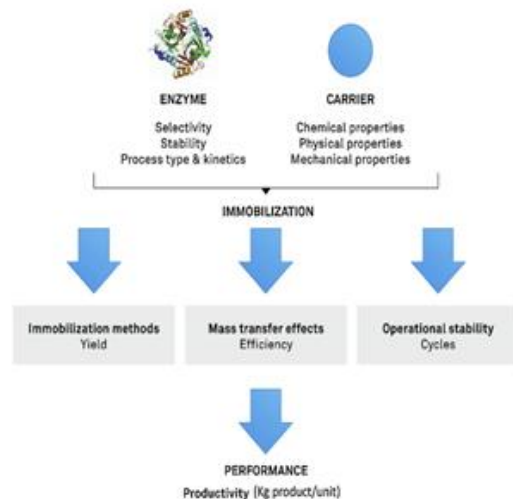 ENZYME
Selectivity
Stability
Process type & kinetics
CARRIER
Chemical properties
Physical properties
Mechanical properties
IMMOBILIZATION
Immobilization methods
Yield
Mass transfer effects
Efficiency
Operational stability
Cycles
PERFORMANCE
Productivity (Kg product/unit)